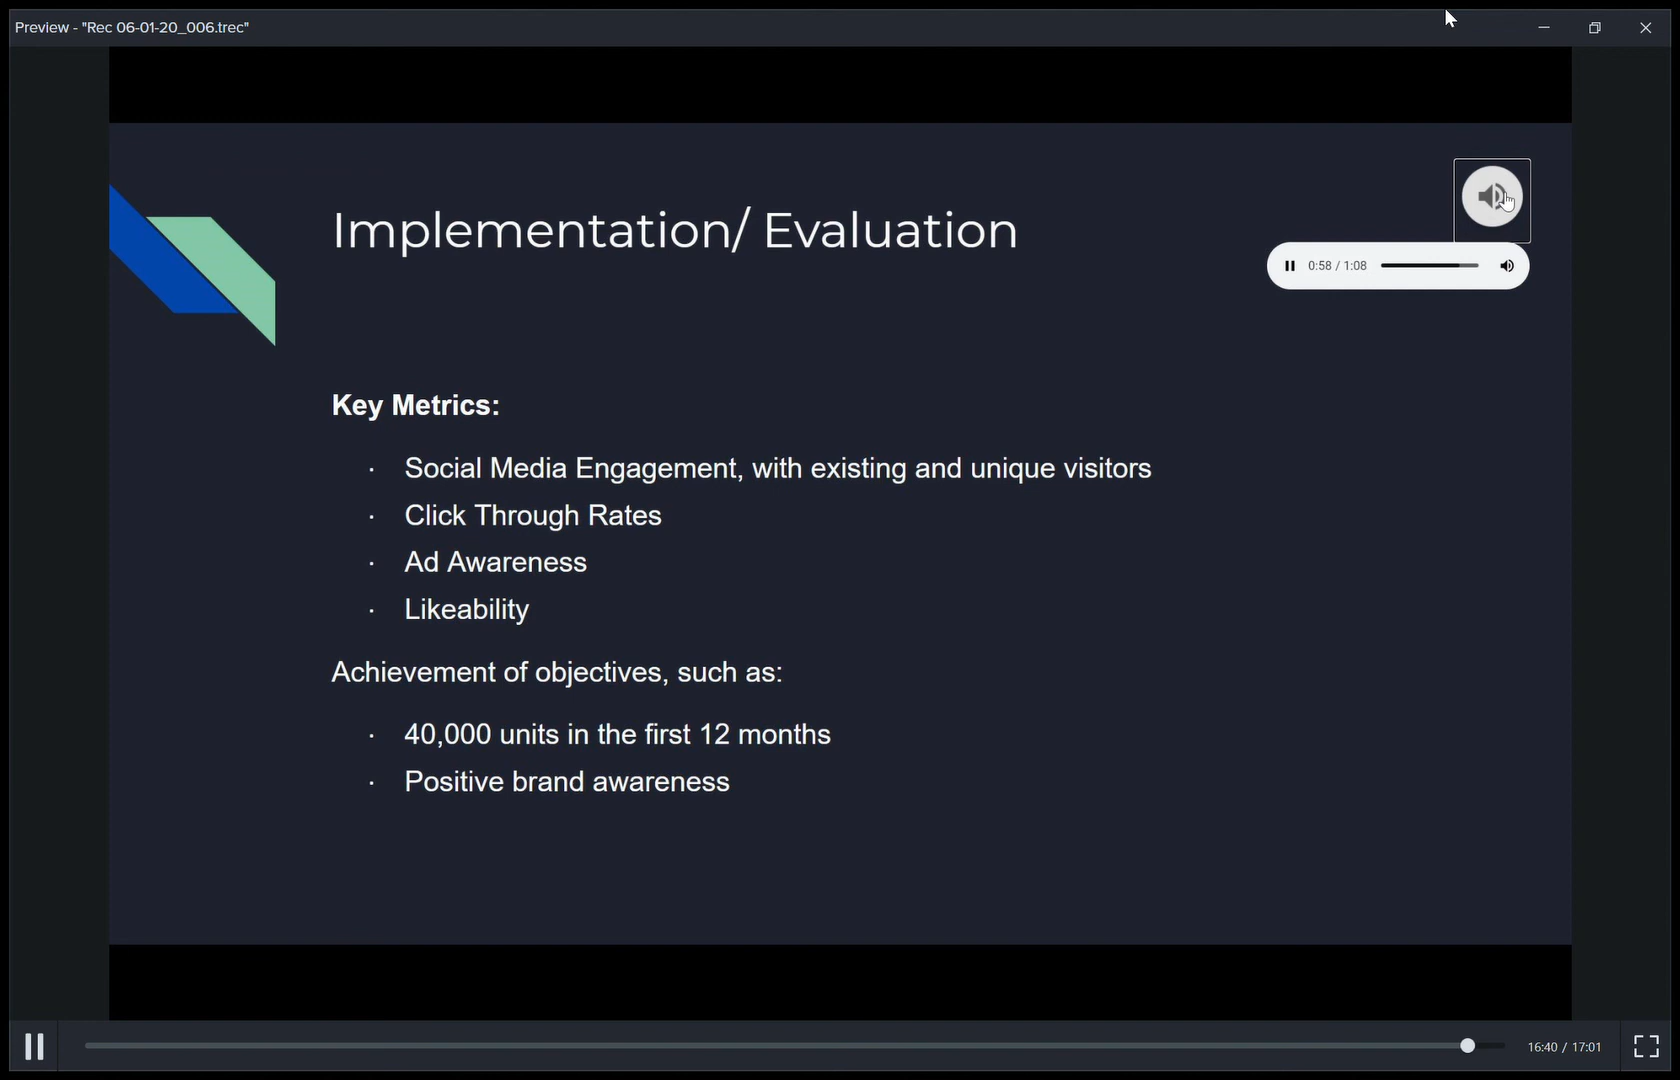 Preview - "Rec 06-01-20_006.trec"
Implementation/ Evaluation
0:58 / 1:08
Key Metrics:
· Social Media Engagement, with existing and unique visitors
· Click Through Rates
· Ad Awareness
· Likeability
Achievement of objectives, such as:
· 40,000 units in the first 12 months
· Positive brand awareness
16:40 / 17:01